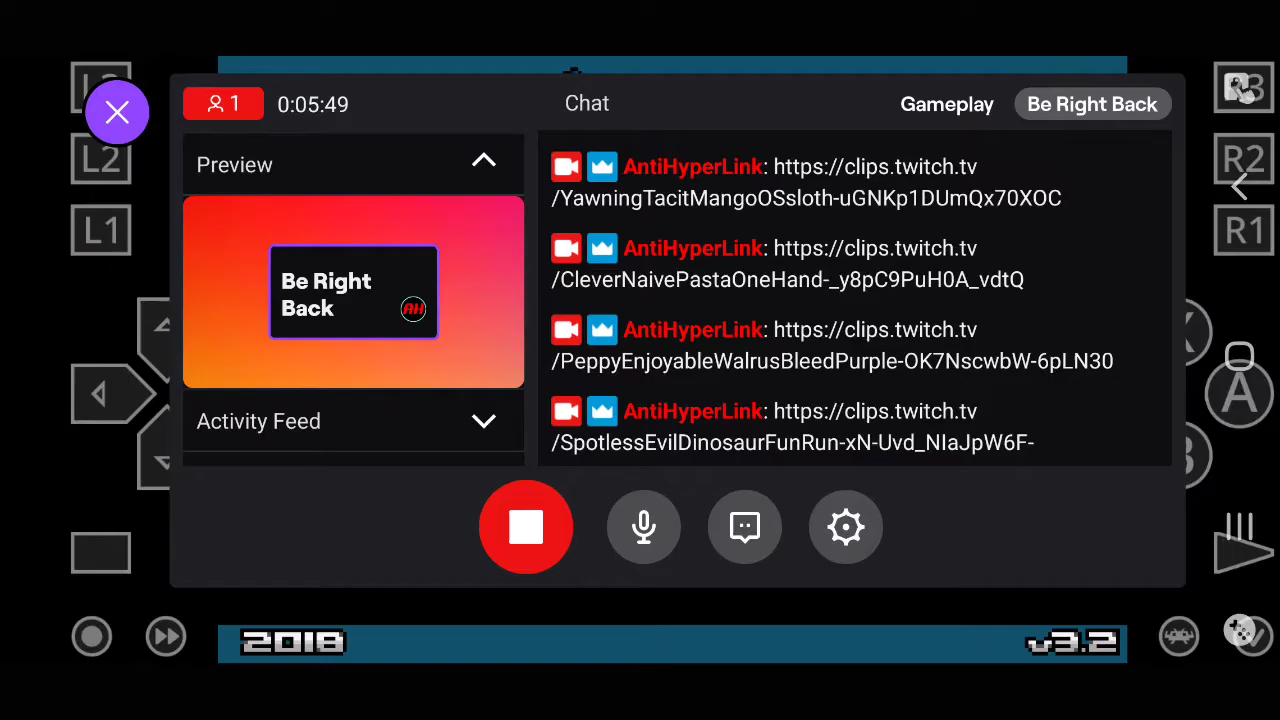 L2
L1
R2
R1
A
1
0:05:49
Chat
Gameplay
Be Right Back
Preview
Be Right
Back
AH
Activity Feed
AntiHyperLink: https://clips.twitch.tv
/YawningTacitMangoOSsloth-uGNKp1DUmQx70XOC
AntiHyperLink: https://clips.twitch.tv
/CleverNaivePastaOneHand-_y8pC9PuH0A_vdtQ
AntiHyperLink: https://clips.twitch.tv
/PeppyEnjoyableWalrusBleedPurple-OK7NscwbW-6pLN30
AntiHyperLink: https://clips.twitch.tv
/SpotlessEvilDinosaurFunRun-xN-Uvd_NIaJpW6F-
2018
v3.2